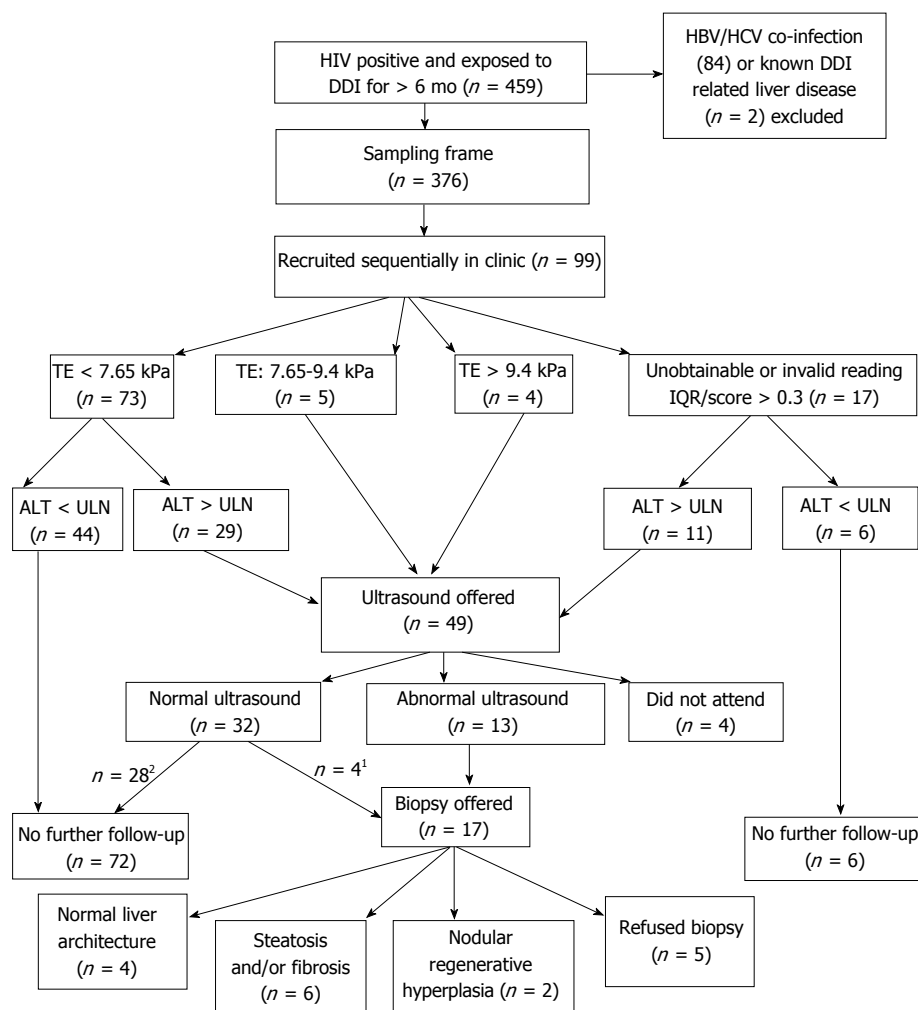 HIV positive and exposed to
DDI for > 6 mo (n = 459)
HBV/HCV co-infection
(84) or known DDI
related liver disease
(n = 2) excluded
Sampling frame
(n = 376)
Recruited sequentially in clinic (n = 99)
TE < 7.65 kPa
(n = 73)
TE: 7.65-9.4 kPa
(n = 5)
TE > 9.4 kPa
(n = 4)
Unobtainable or invalid reading
IQR/score > 0.3 (n = 17)
ALT < ULN
(n = 44)
ALT > ULN
(n = 29)
ALT > ULN
(n = 11)
ALT < ULN
(n = 6)
Ultrasound offered
(n = 49)
Normal ultrasound
(n = 32)
Abnormal ultrasound
(n = 13)
Did not attend
(n = 4)
n = 28²
n = 4¹
No further follow-up
(n = 72)
Biopsy offered
(n = 17)
No further follow-up
(n = 6)
Normal liver
architecture
(n = 4)
Steatosis
and/or fibrosis
(n = 6)
Nodular
regenerative
hyperplasia (n = 2)
Refused biopsy
(n = 5)